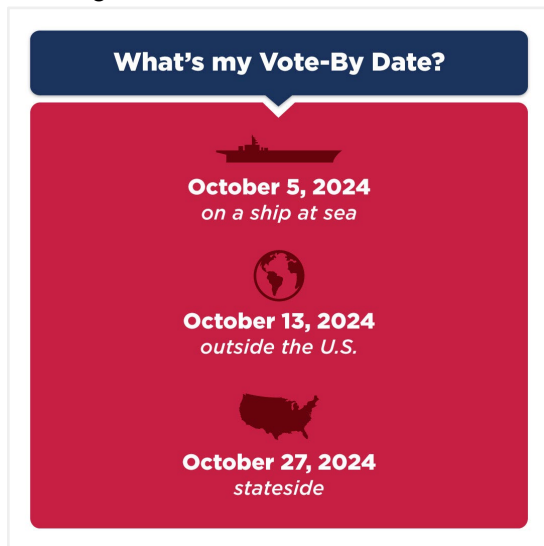 What's my Vote-By Date?
October 5, 2024
on a ship at sea
October 13, 2024
outside the U.S.
October 27, 2024
stateside